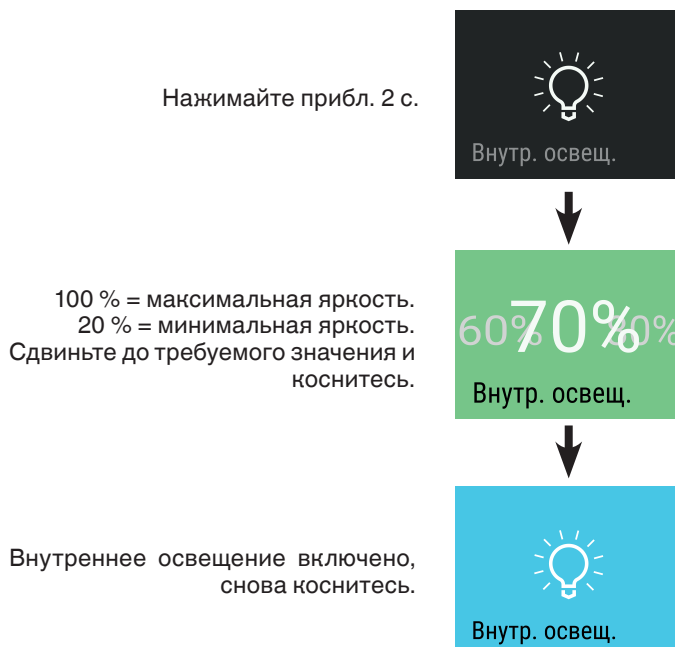 Нажимайте прибл. 2 с.
Внутр. освещ.
100 % = максимальная яркость.
20 % = минимальная яркость.
Сдвиньте до требуемого значения и
коснитесь.
60% 70% 80%
Внутр. освещ.
Внутреннее освещение включено,
снова коснитесь.
Внутр. освещ.